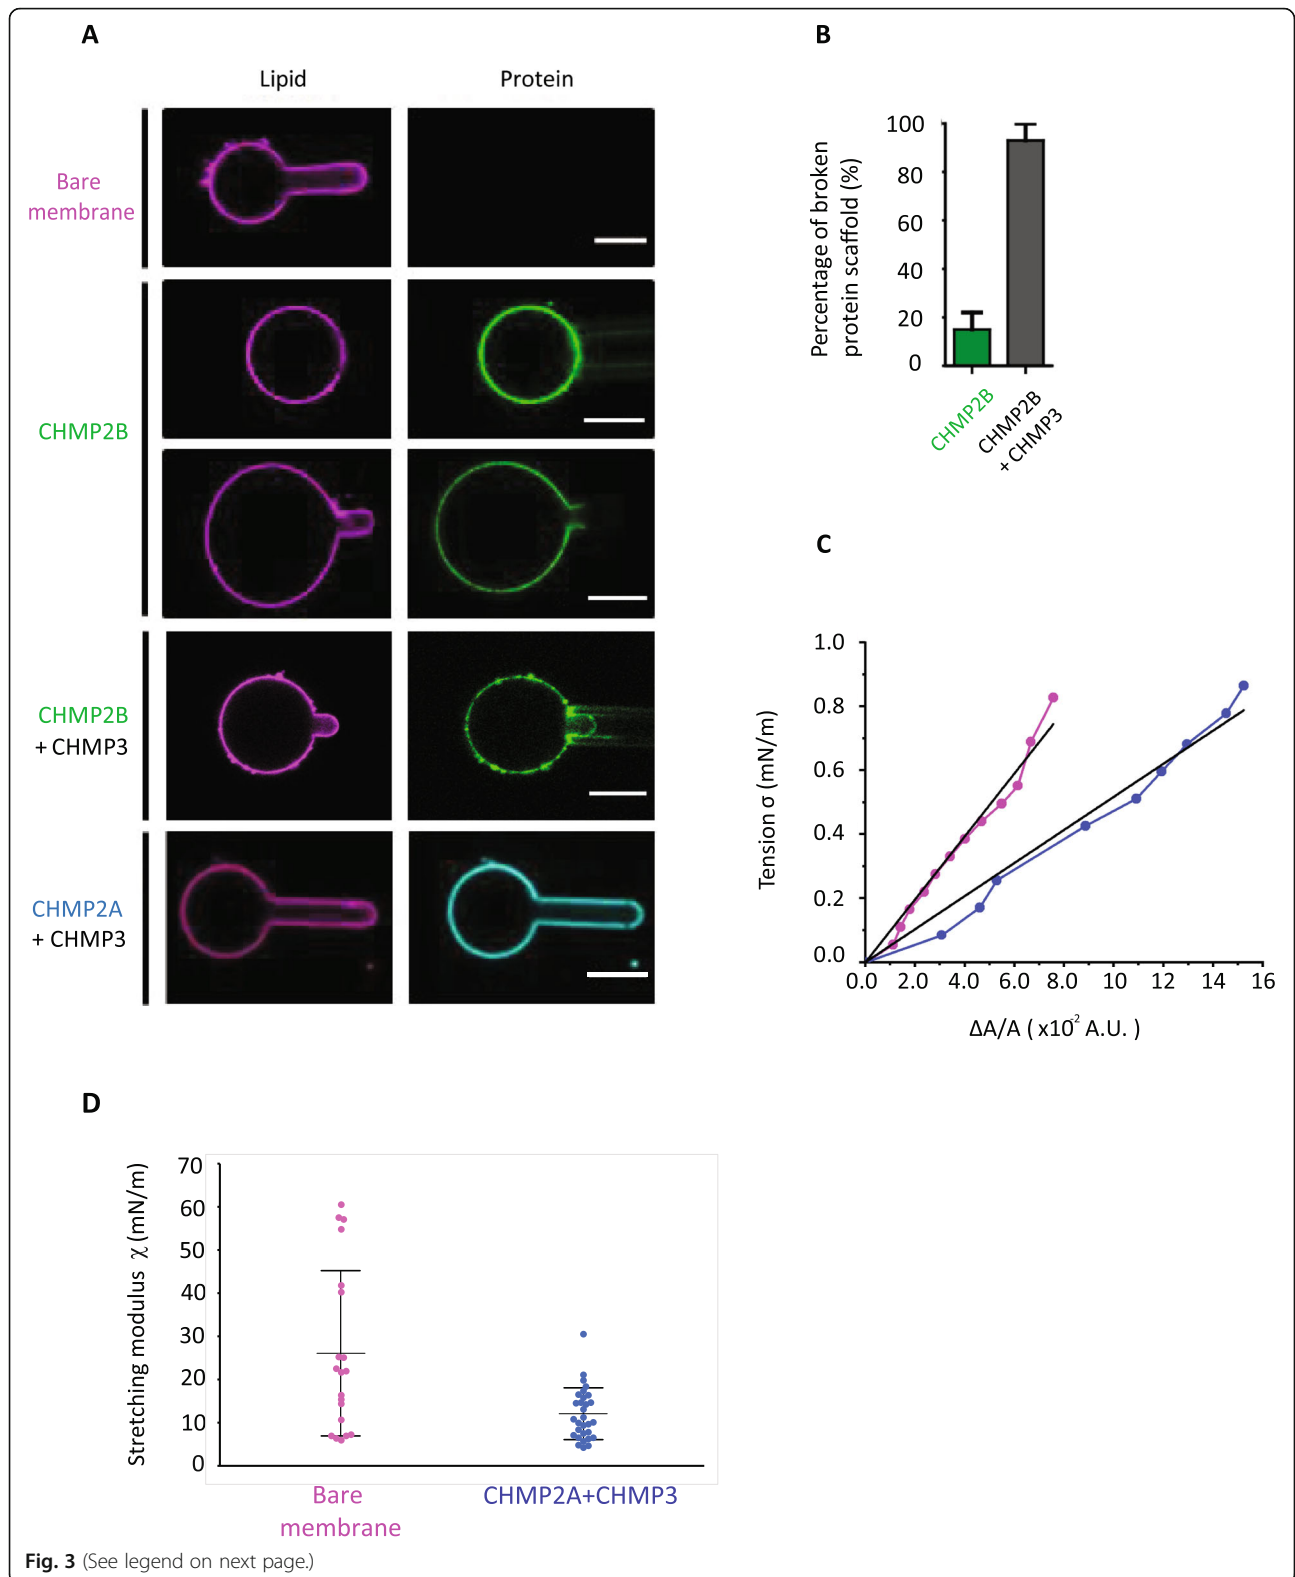 A
Lipid
Protein
Bare
membrane
CHMP2B
CHMP2B
+ CHMP3
CHMP2A
+ CHMP3
B
Percentage of broken
protein scaffold (%)
100
80
60
40
20
0
CHMP2B
CHMP2B
+ CHMP3
C
Tension σ (mN/m)
1.0
0.8
0.6
0.4
0.2
0.0
0.0 2.0 4.0 6.0 8.0 10 12 14 16
ΔA/A ( x10-2 A.U. )
D
Stretching modulus χ (mN/m)
70
60
50
40
30
20
10
0
Bare
membrane
CHMP2A+CHMP3
Fig. 3 (See legend on next page.)